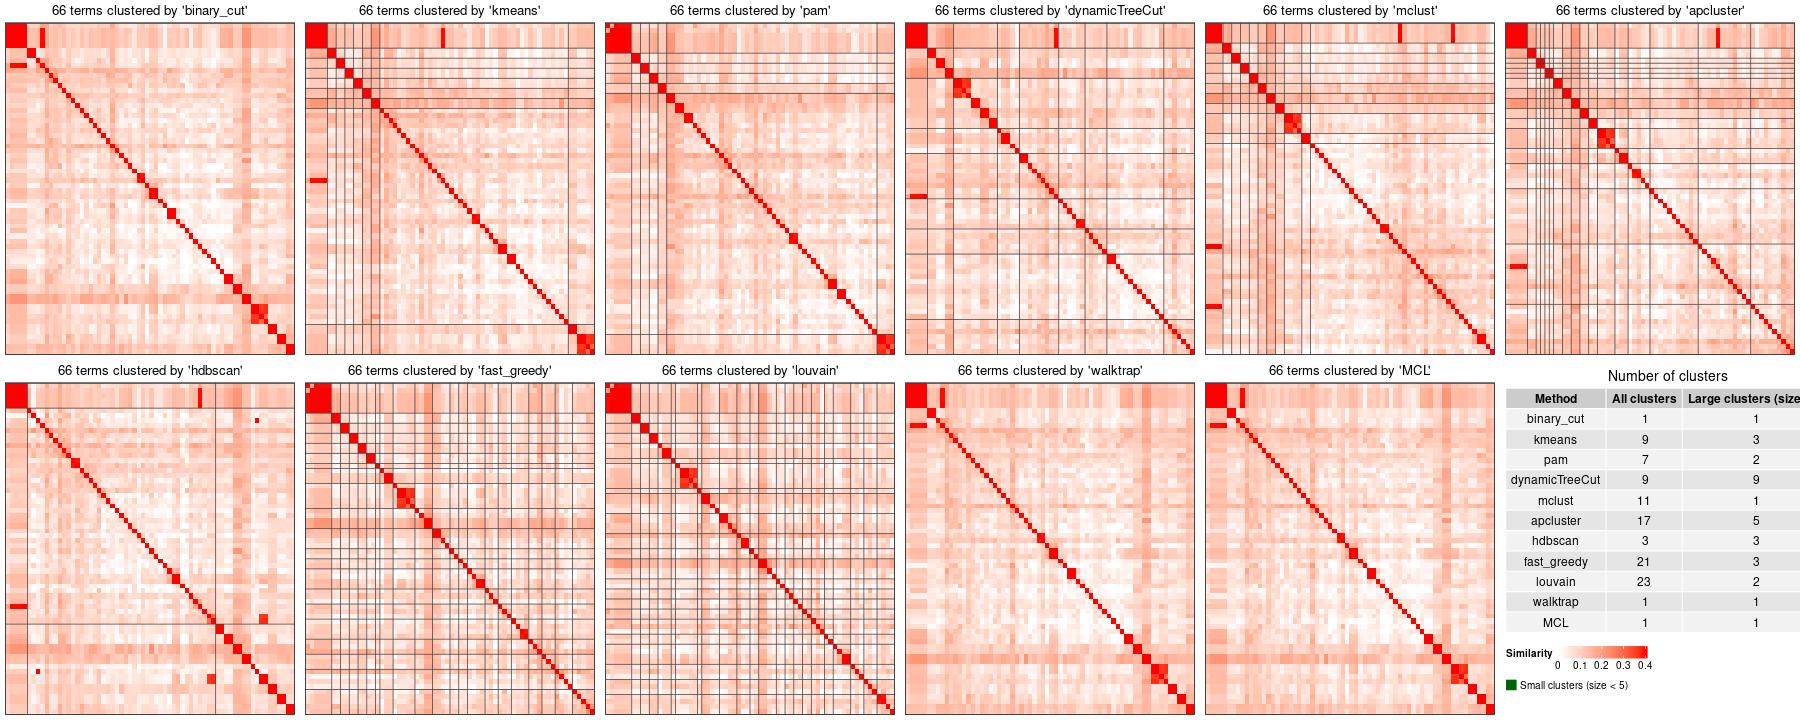 66 terms clustered by 'binary_cut'
66 terms clustered by 'kmeans'
66 terms clustered by 'pam'
66 terms clustered by 'dynamicTreeCut'
66 terms clustered by 'mclust'
66 terms clustered by 'apcluster'
66 terms clustered by 'hdbscan'
66 terms clustered by 'fast_greedy'
66 terms clustered by 'louvain'
66 terms clustered by 'walktrap'
66 terms clustered by 'MCL'
Number of clusters
Method All clusters Large clusters (size
binary_cut 1 1
kmeans 9 3
pam 7 2
dynamicTreeCut 9 9
mclust 11 1
apcluster 17 5
hdbscan 3 3
fast_greedy 21 3
louvain 23 2
walktrap 1 1
MCL 1 1
Similarity
0 0.1 0.2 0.3 0.4
Small clusters (size < 5)